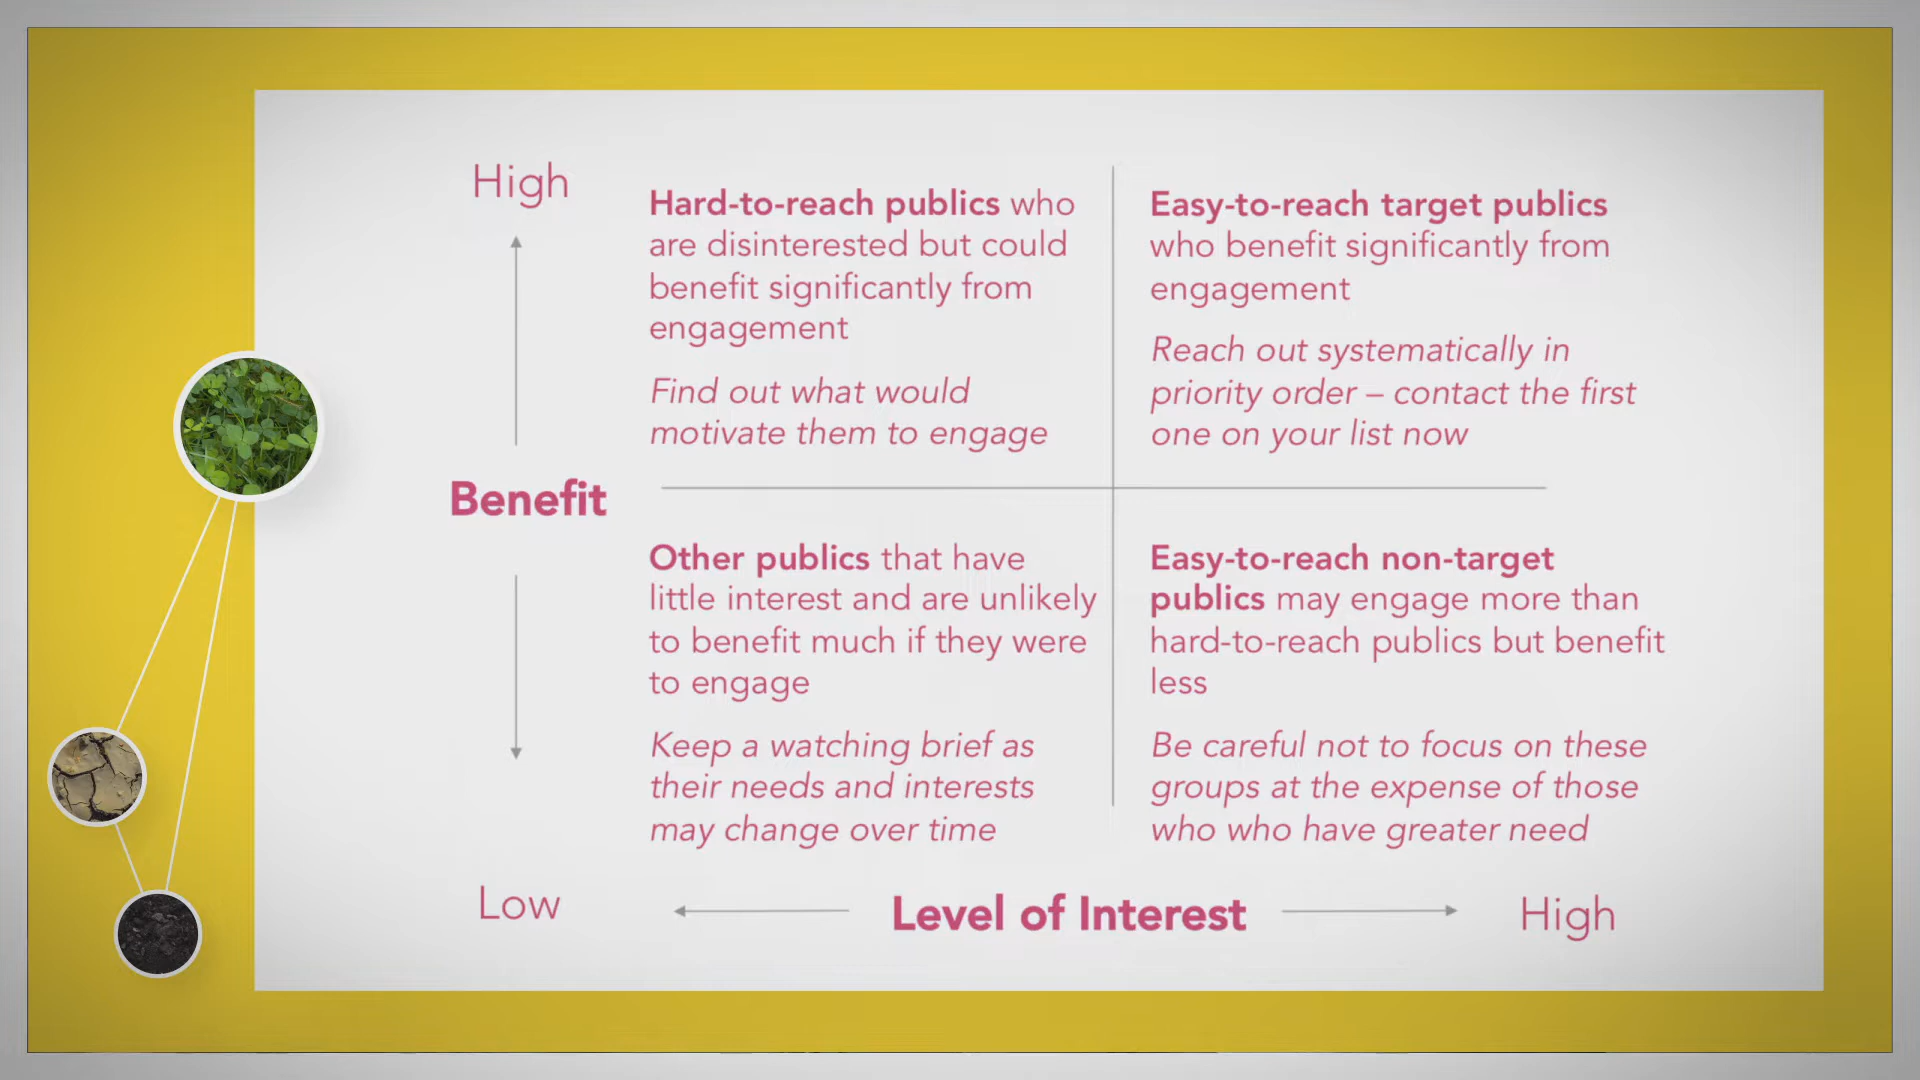 High
Hard-to-reach publics who
are disinterested but could
benefit significantly from
engagement
Find out what would
motivate them to engage
Easy-to-reach target publics
who benefit significantly from
engagement
Reach out systematically in
priority order – contact the first
one on your list now
Benefit
Other publics that have
little interest and are unlikely
to benefit much if they were
to engage
Keep a watching brief as
their needs and interests
may change over time
Easy-to-reach non-target
publics may engage more than
hard-to-reach publics but benefit
less
Be careful not to focus on these
groups at the expense of those
who who have greater need
Low
Level of Interest
High